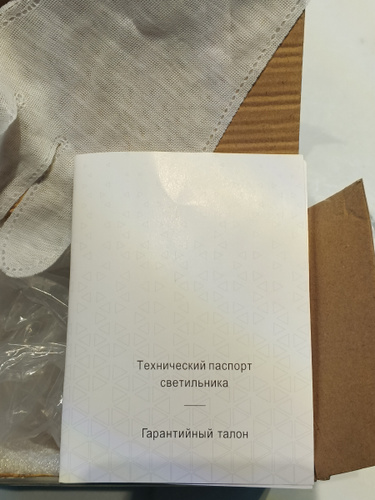 Технический паспорт
светильника
Гарантийный талон